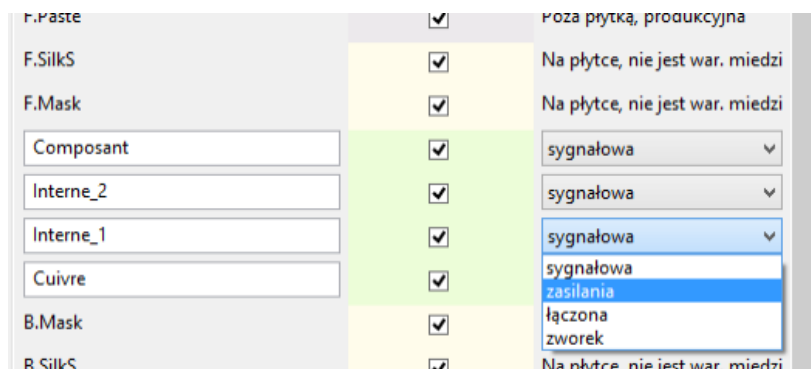 F.Paste Poza płytką, produkcyjna
F.SilkS Na płytce, nie jest war. miedzi
F.Mask Na płytce, nie jest war. miedzi
Composant sygnałowa
Interne_2 sygnałowa
Interne_1 sygnałowa
sygnałowa
Cuivre zasilania
łączona
B.Mask zworek
B.SilkS Na płytce, nie jest war. miedzi